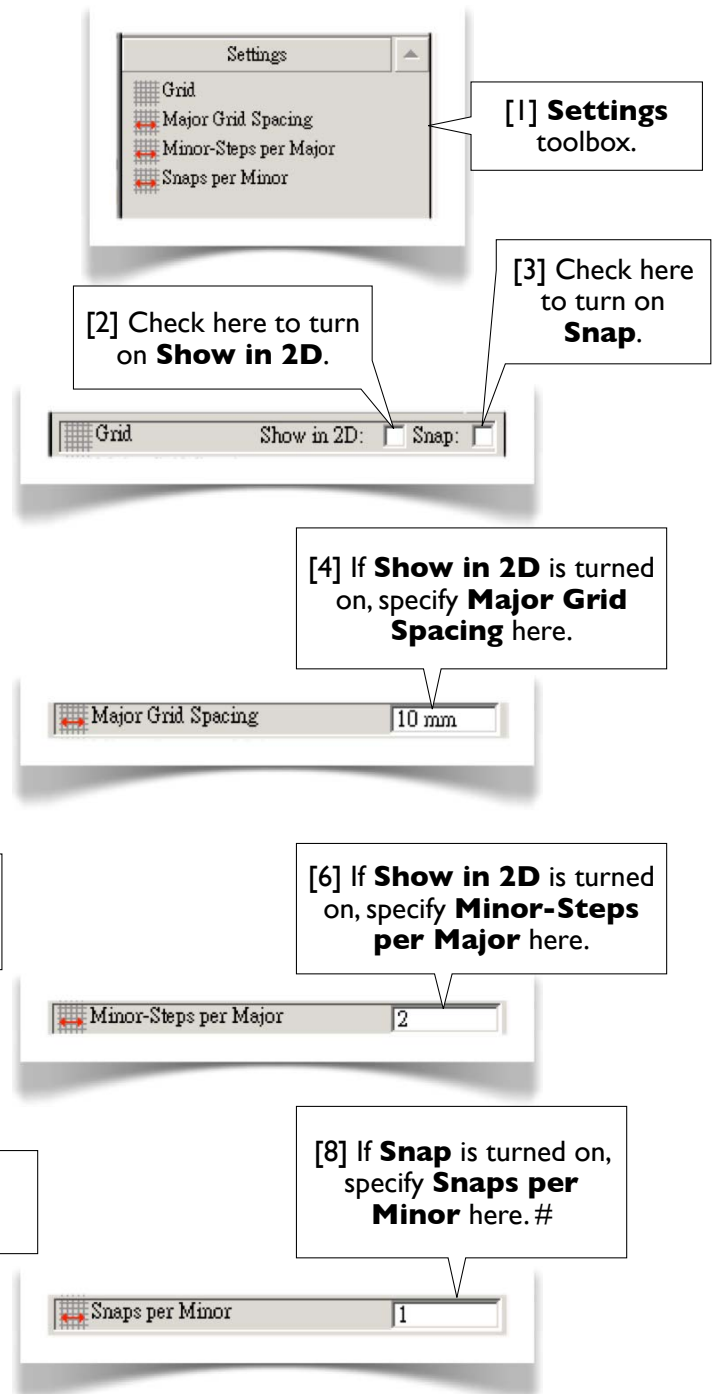 Settings
Grid
Major Grid Spacing
Minor-Steps per Major
Snaps per Minor
[1] Settings
toolbox.
[2] Check here to turn
on Show in 2D.
[3] Check here
to turn on
Snap.
Grid Show in 2D: Snap:
[4] If Show in 2D is turned
on, specify Major Grid
Spacing here.
Major Grid Spacing 10 mm
[6] If Show in 2D is turned
on, specify Minor-Steps
per Major here.
Minor-Steps per Major 2
[8] If Snap is turned on,
specify Snaps per
Minor here. #
Snaps per Minor 1